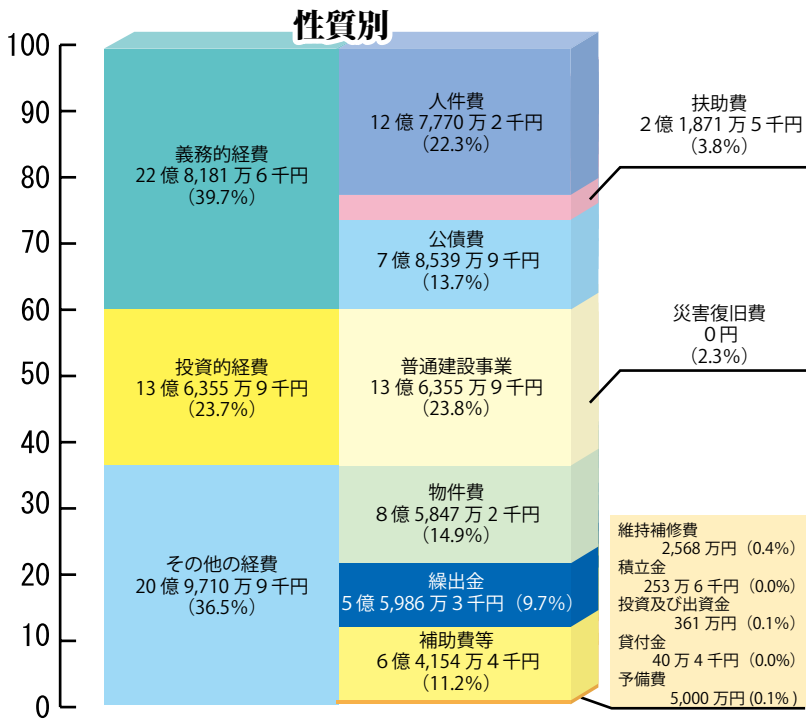 性質別
100
90
80
70
60
50
40
30
20
10
0
義務的経費
22 億 8,181 万 6千円
(39.7%)
投資的経費
13 億 6,355 万 9千円
(23.7%)
その他の経費
20 億 9,710 万 9千円
(36.5%)
人件費
12 億 7,770 万 2千円
(22.3%)
公債費
7 億 8,539 万 9千円
(13.7%)
普通建設事業
13 億 6,355 万 9千円
(23.8%)
物件費
8 億 5,847 万 2千円
(14.9%)
繰出金
5 億 5,986 万 3千円 (9.7%)
補助費等
6 億 4,154 万 4千円
(11.2%)
扶助費
2 億 1,871 万 5千円
(3.8%)
災害復旧費
0 円
(2.3%)
維持補修費
2,568 万円 (0.4%)
積立金
253 万 6千円 (0.0%)
投資及び出資金
361 万円 (0.1%)
貸付金
40 万 4千円 (0.0%)
予備費
5,000 万円 (0.1% )